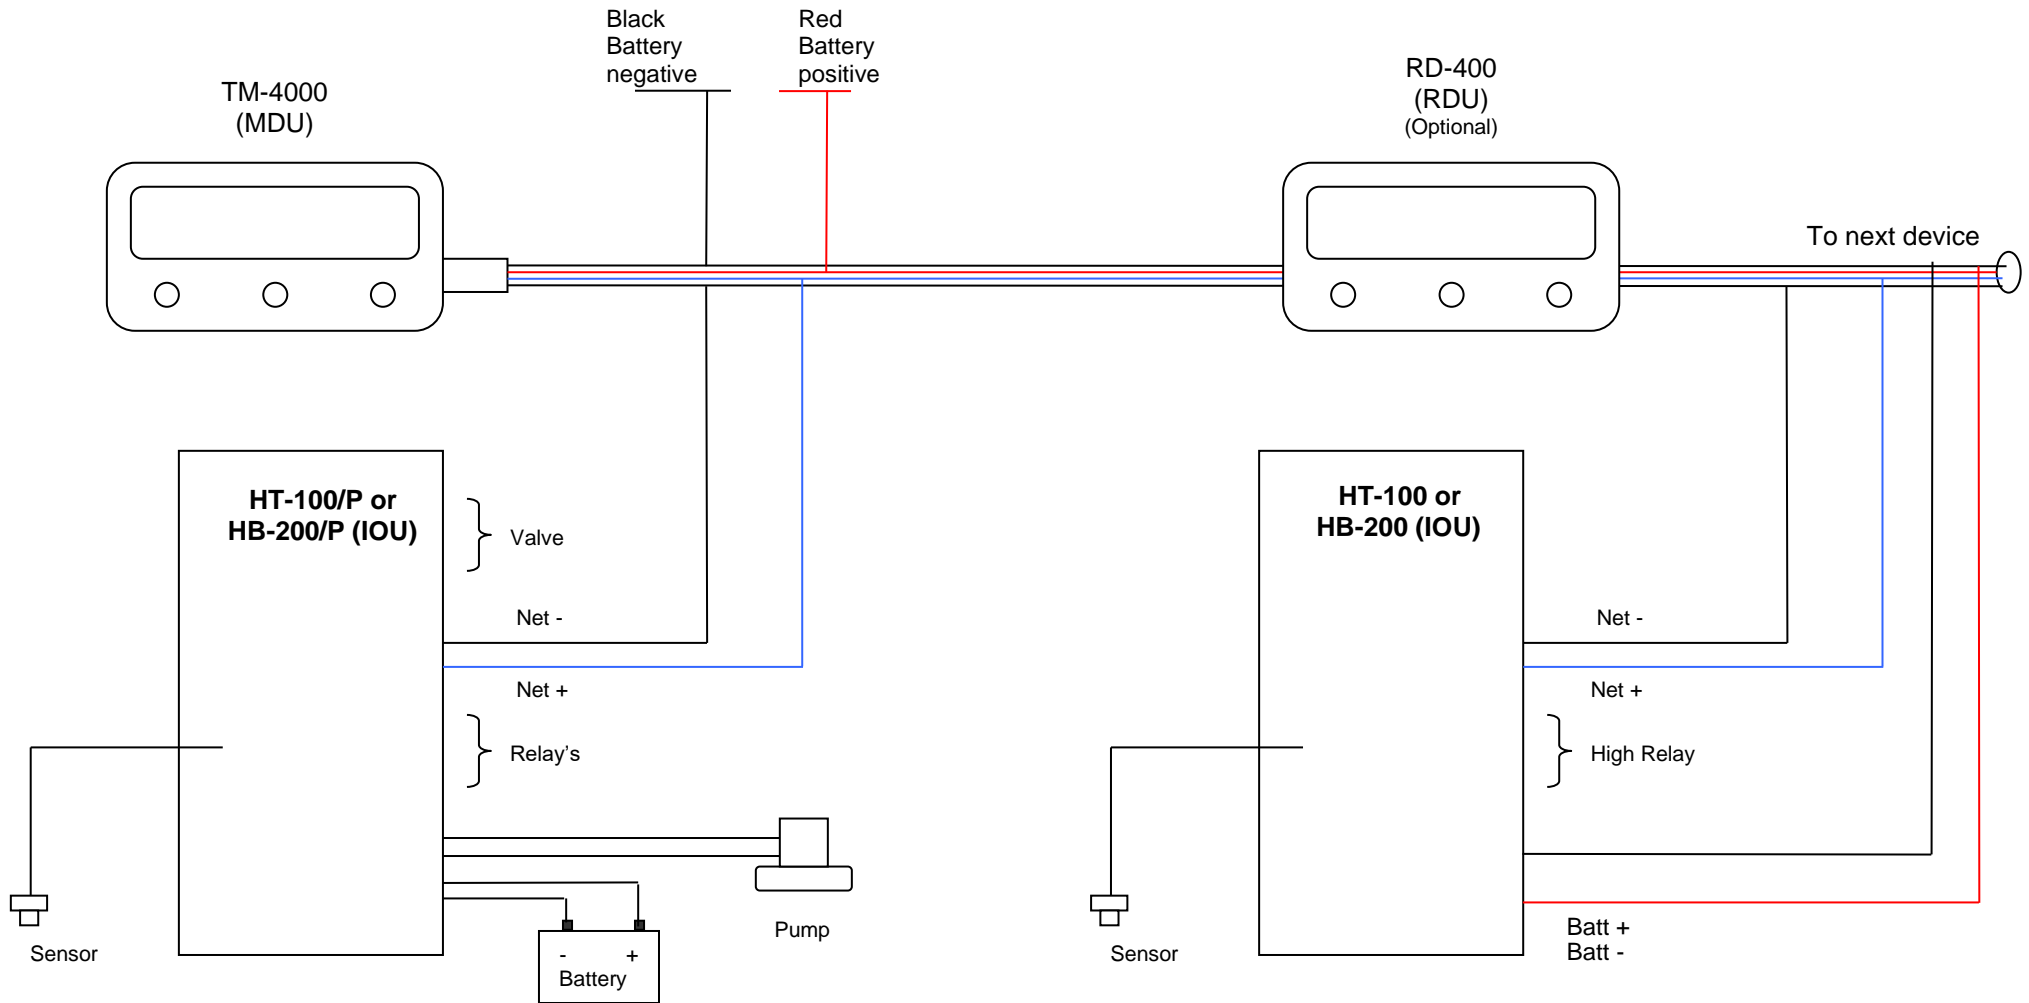 Black
Battery
negative
Red
Battery
positive
TM-4000
(MDU)
RD-400
(RDU)
(Optional)
To next device
HT-100/P or
HB-200/P (IOU)
Valve
Net -
Net +
Relay’s
Pump
Sensor
- +
Battery
HT-100 or
HB-200 (IOU)
Net -
Net +
High Relay
Batt +
Batt -
Sensor